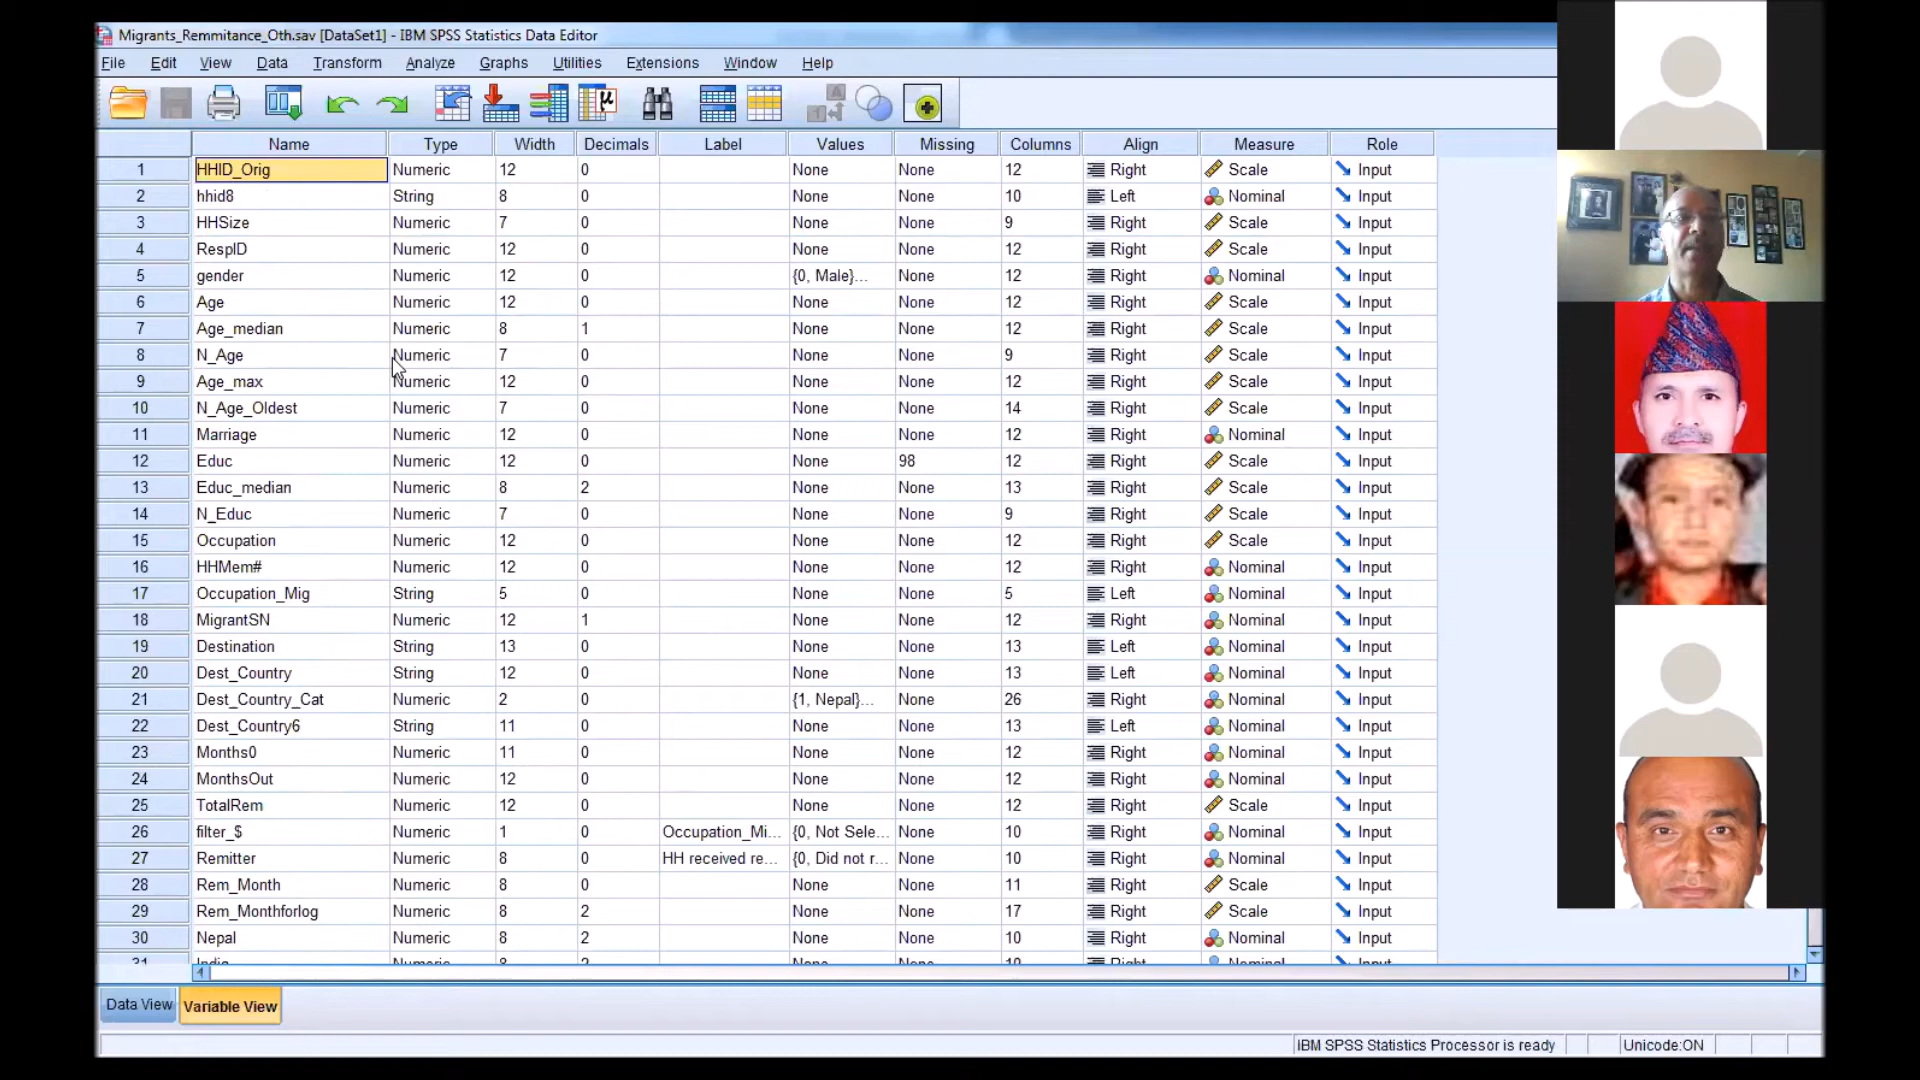 Migrants_Remmitance_Oth.sav [DataSet1] - IBM SPSS Statistics Data Editor
File Edit View Data Transform Analyze Graphs Utilities Extensions Window Help
Name Type Width Decimals Label Values Missing Columns Align Measure Role
1 HHID_Orig Numeric 12 0 None None 12 Right Scale Input
2 hhid8 String 8 0 None None 10 Left Nominal Input
3 HHSize Numeric 7 0 None None 9 Right Scale Input
4 RespID Numeric 12 0 None None 12 Right Scale Input
5 gender Numeric 12 0 {0, Male}... None 12 Right Nominal Input
6 Age Numeric 12 0 None None 12 Right Scale Input
7 Age_median Numeric 8 1 None None 12 Right Scale Input
8 N_Age Numeric 7 0 None None 9 Right Scale Input
9 Age_max Numeric 12 0 None None 12 Right Scale Input
10 N_Age_Oldest Numeric 7 0 None None 14 Right Scale Input
11 Marriage Numeric 12 0 None None 12 Right Nominal Input
12 Educ Numeric 12 0 None 98 12 Right Scale Input
13 Educ_median Numeric 8 2 None None 13 Right Scale Input
14 N_Educ Numeric 7 0 None None 9 Right Scale Input
15 Occupation Numeric 12 0 None None 12 Right Scale Input
16 HHMem# Numeric 12 0 None None 12 Right Nominal Input
17 Occupation_Mig String 5 0 None None 5 Left Nominal Input
18 MigrantSN Numeric 12 1 None None 12 Right Nominal Input
19 Destination String 13 0 None None 13 Left Nominal Input
20 Dest_Country String 12 0 None None 13 Left Nominal Input
21 Dest_Country_Cat Numeric 2 0 {1, Nepal}... None 26 Right Nominal Input
22 Dest_Country6 String 11 0 None None 13 Left Nominal Input
23 Months0 Numeric 11 0 None None 12 Right Nominal Input
24 MonthsOut Numeric 12 0 None None 12 Right Nominal Input
25 TotalRem Numeric 12 0 None None 12 Right Scale Input
26 filter_$ Numeric 1 0 Occupation_Mi... {0, Not Sele... None 10 Right Nominal Input
27 Remitter Numeric 8 0 HH received re... {0, Did not r... None 10 Right Nominal Input
28 Rem_Month Numeric 8 0 None None 11 Right Scale Input
29 Rem_Monthforlog Numeric 8 2 None None 17 Right Scale Input
30 Nepal Numeric 8 2 None None 10 Right Nominal Input
Data View Variable View
IBM SPSS Statistics Processor is ready Unicode:ON